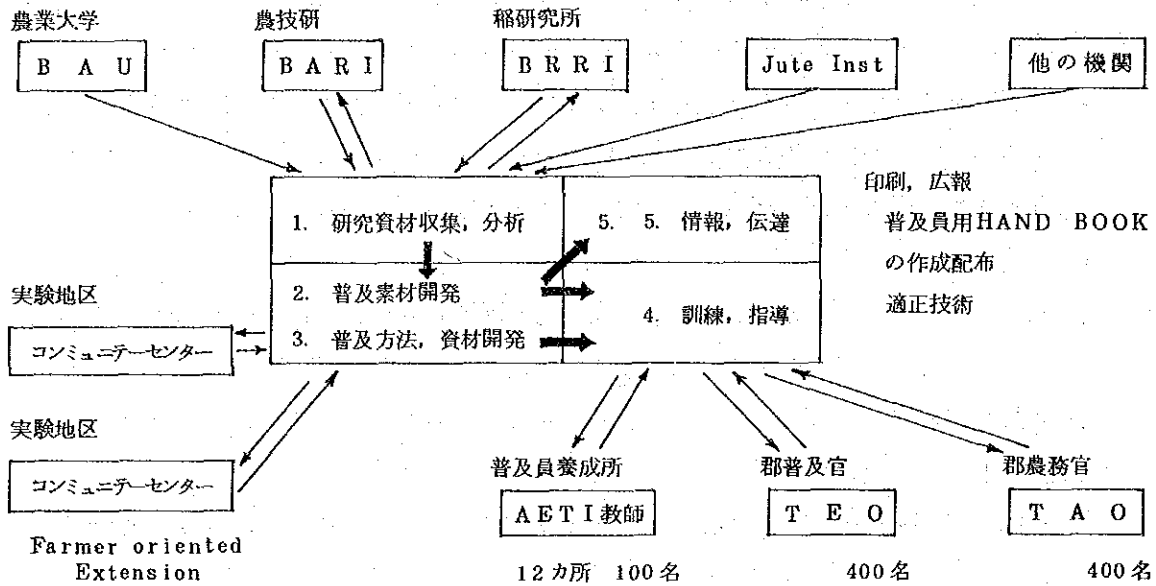 農業大学 農技研 稲研究所
BAU BARI BRRI Jute Inst 他の機関
1. 研究資材収集, 分析 5. 5. 情報, 伝達
2. 普及素材開発
3. 普及方法, 資材開発
4. 訓練, 指導
印刷, 広報
普及員用HAND BOOK
の作成配布
適正技術
実験地区
コンミュニテーセンター
実験地区
コンミュニテーセンター
Farmer oriented
Extension
普及員養成所 郡普及官 郡農務官
AETI教師 TEO TAO
12カ所 100名 400名 400名